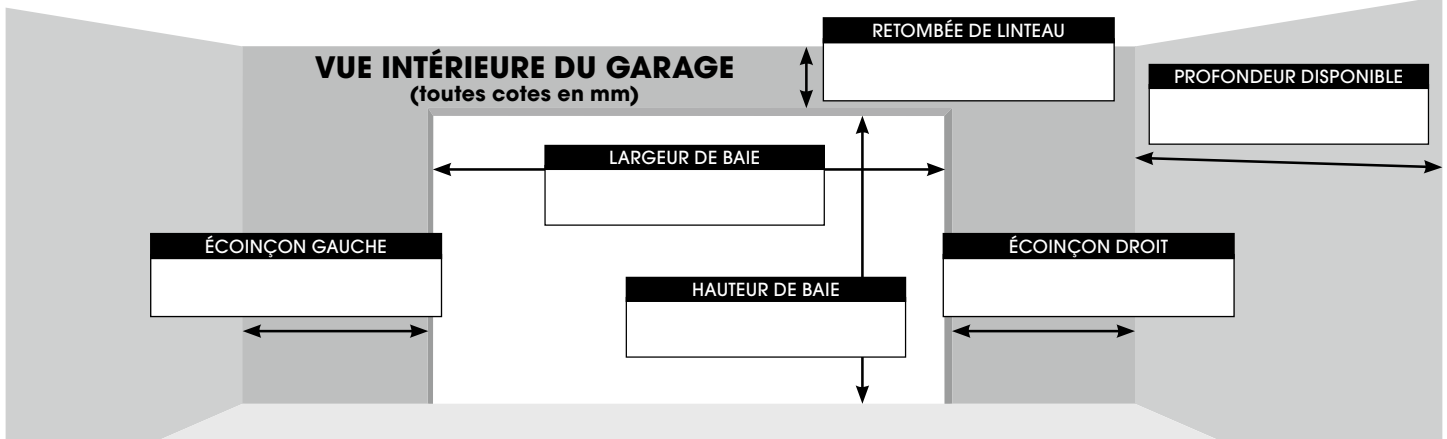 RETOMBÉE DE LINTEAU
VUE INTÉRIEURE DU GARAGE
(toutes cotes en mm)
PROFONDEUR DISPONIBLE
LARGEUR DE BAIE
ÉCOINÇON GAUCHE
ÉCOINÇON DROIT
HAUTEUR DE BAIE